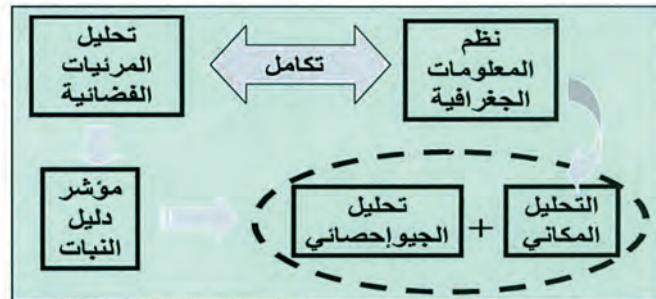 نظم
المعلومات
الجغرافية
تكامل
تحليل
المرئيات
الفضائية
مؤشر
دليل
النبات
التحليل
المكاني
+
تحليل
الجيوإحصائي